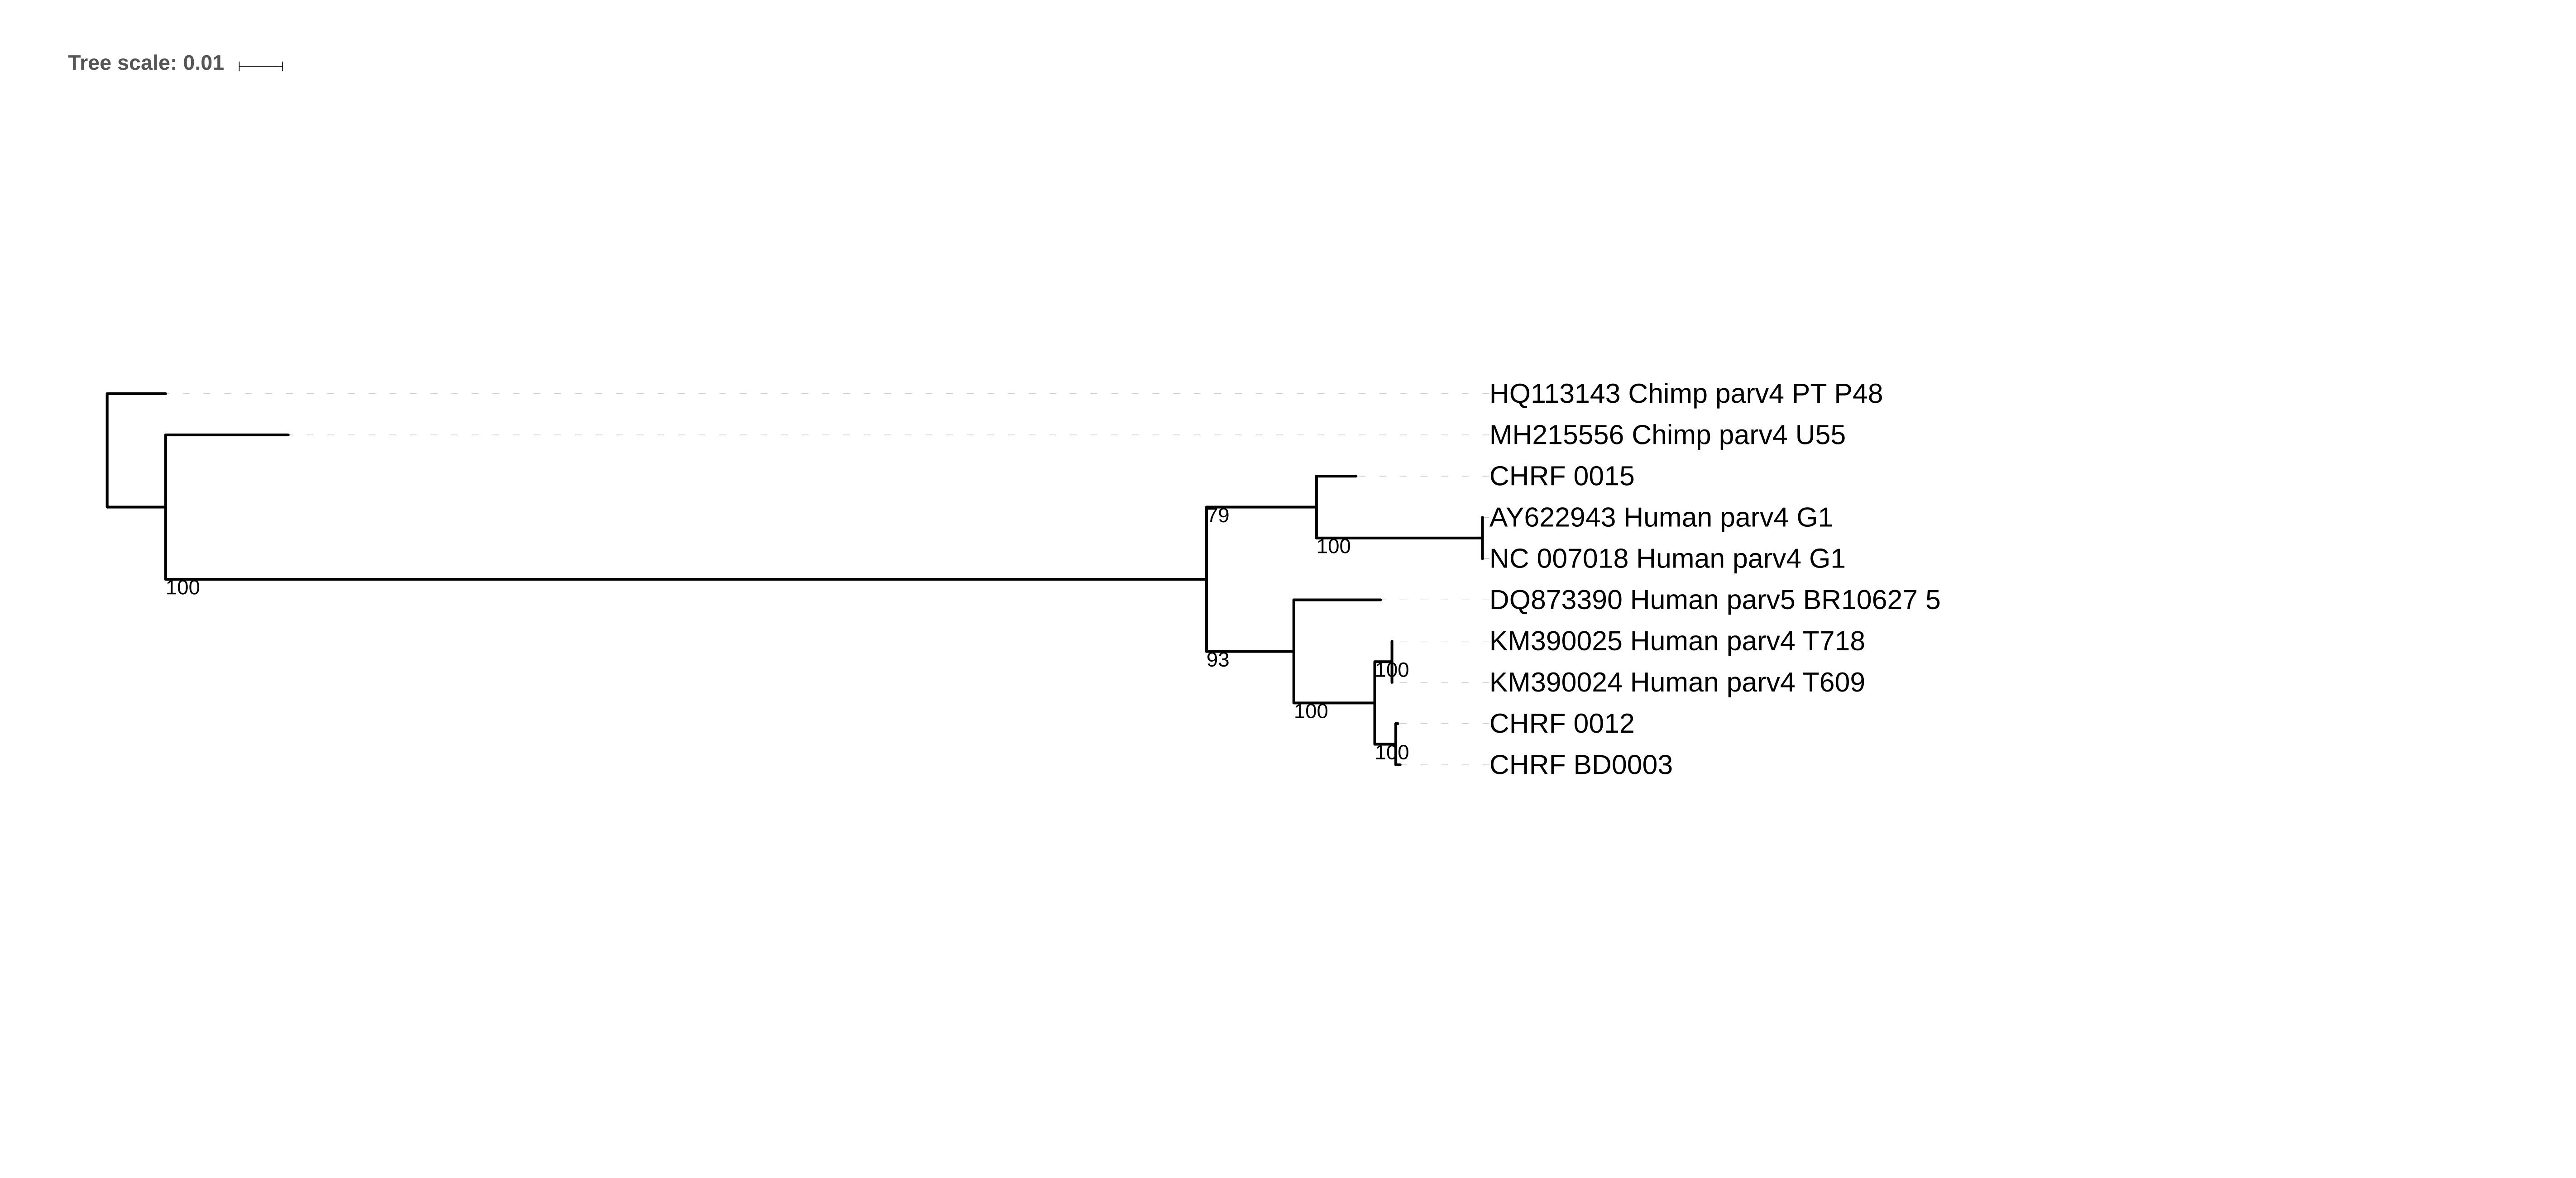 Tree scale: 0.01
HQ113143 Chimp parv4 PT P48
MH215556 Chimp parv4 U55
CHRF 0015
79
AY622943 Human parv4 G1
100
NC 007018 Human parv4 G1
100
DQ873390 Human parv5 BR10627 5
KM390025 Human parv4 T718
93
100
KM390024 Human parv4 T609
100
CHRF 0012
100
CHRF BD0003